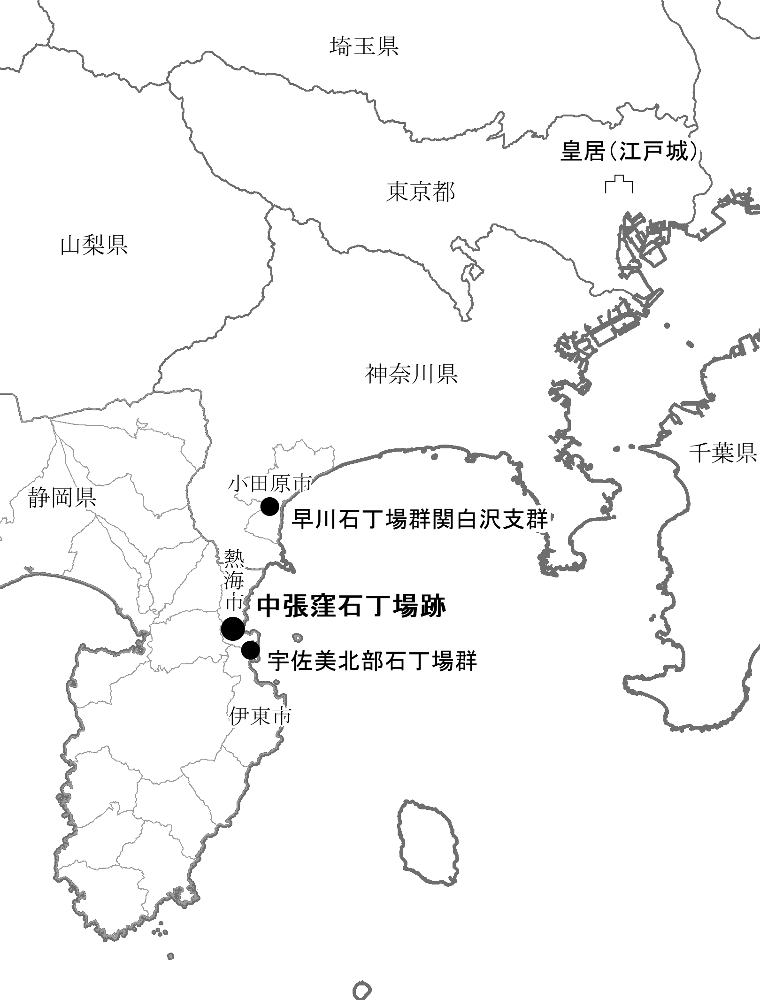 埼玉県
皇居（江戸城）
東京都
山梨県
神奈川県
千葉県
小田原市
静岡県
早川石丁場群関白沢支群
熱海市
中張窪石丁場跡
宇佐美北部石丁場群
伊東市